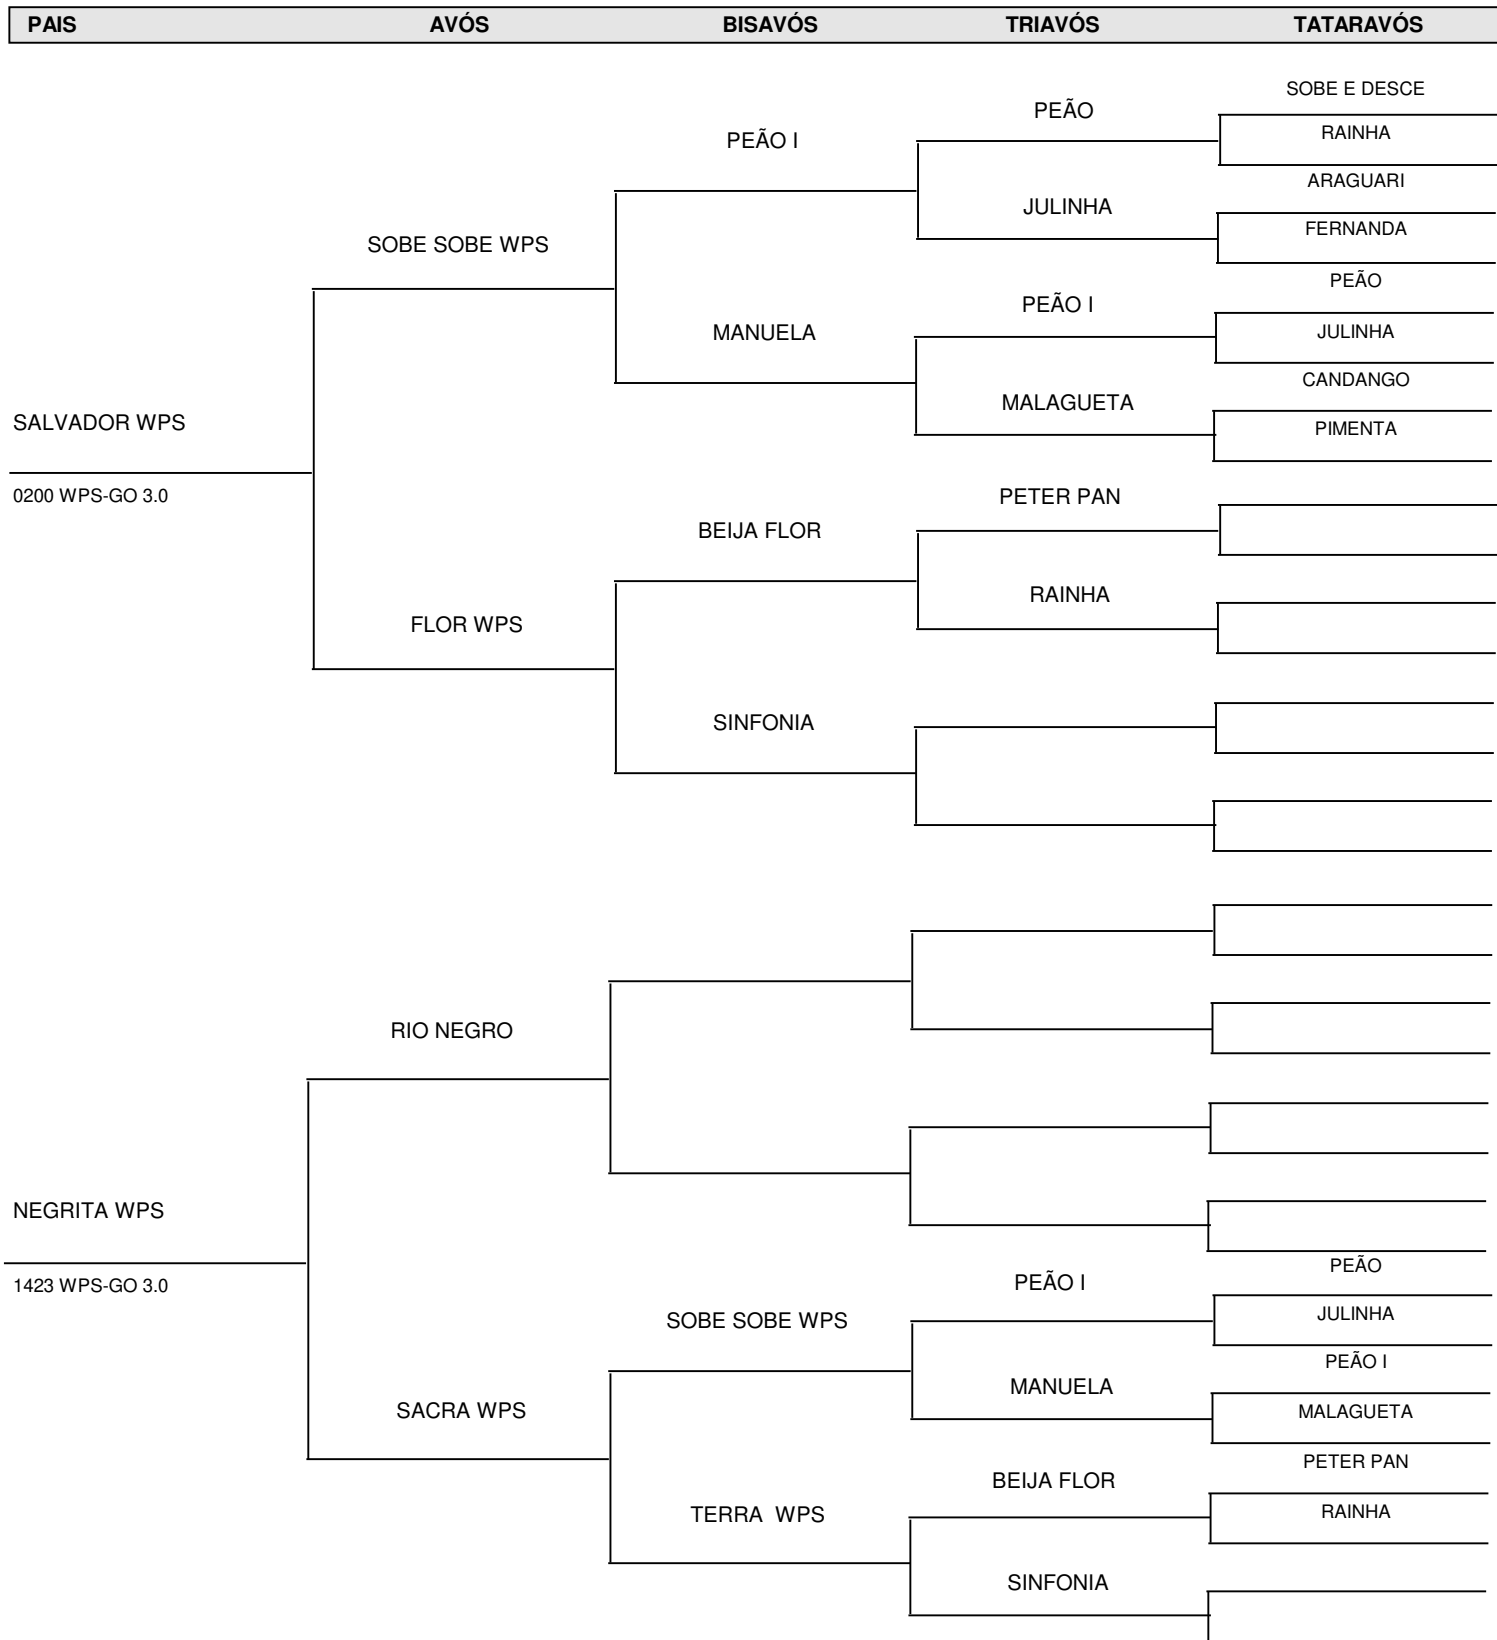 PAIS AVÓS BISAVÓS TRIAVÓS TATARAVÓS
SOBE E DESCE
PEÃO
RAINHA
PEÃO I
ARAGUARI
JULINHA
FERNANDA
SOBE SOBE WPS
PEÃO
PEÃO I
JULINHA
MANUELA
CANDANGO
MALAGUETA
SALVADOR WPS
PIMENTA
0200 WPS-GO 3.0
PETER PAN
BEIJA FLOR
RAINHA
FLOR WPS
SINFONIA
RIO NEGRO
NEGRITA WPS
PEÃO
1423 WPS-GO 3.0
PEÃO I
JULINHA
SOBE SOBE WPS
PEÃO I
MANUELA
SACRA WPS
MALAGUETA
PETER PAN
BEIJA FLOR
RAINHA
TERRA WPS
SINFONIA